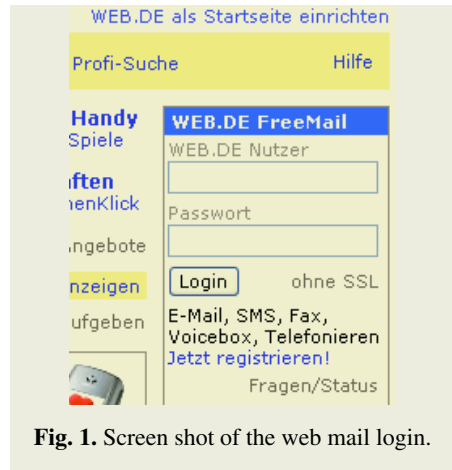 WEB.DE als Startseite einrichten
Profi-Suche Hilfe
Handy
Spiele
WEB.DE FreeMail
WEB.DE Nutzer
Passwort
Login ohne SSL
E-Mail, SMS, Fax,
Voicebox, Telefonieren
Jetzt registrieren!
Fragen/Status
ften
enKlick
ngebote
nzeigen
ufgeben
Fig. 1. Screen shot of the web mail login.